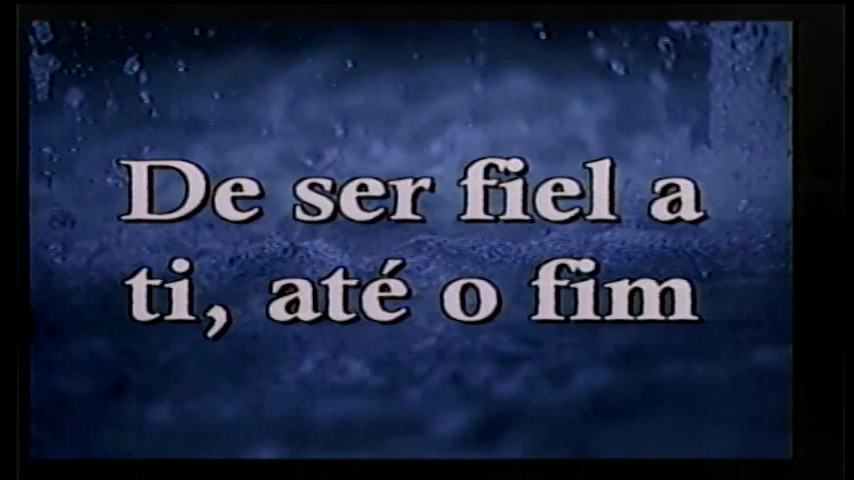 De ser fiel a
ti, até o fim